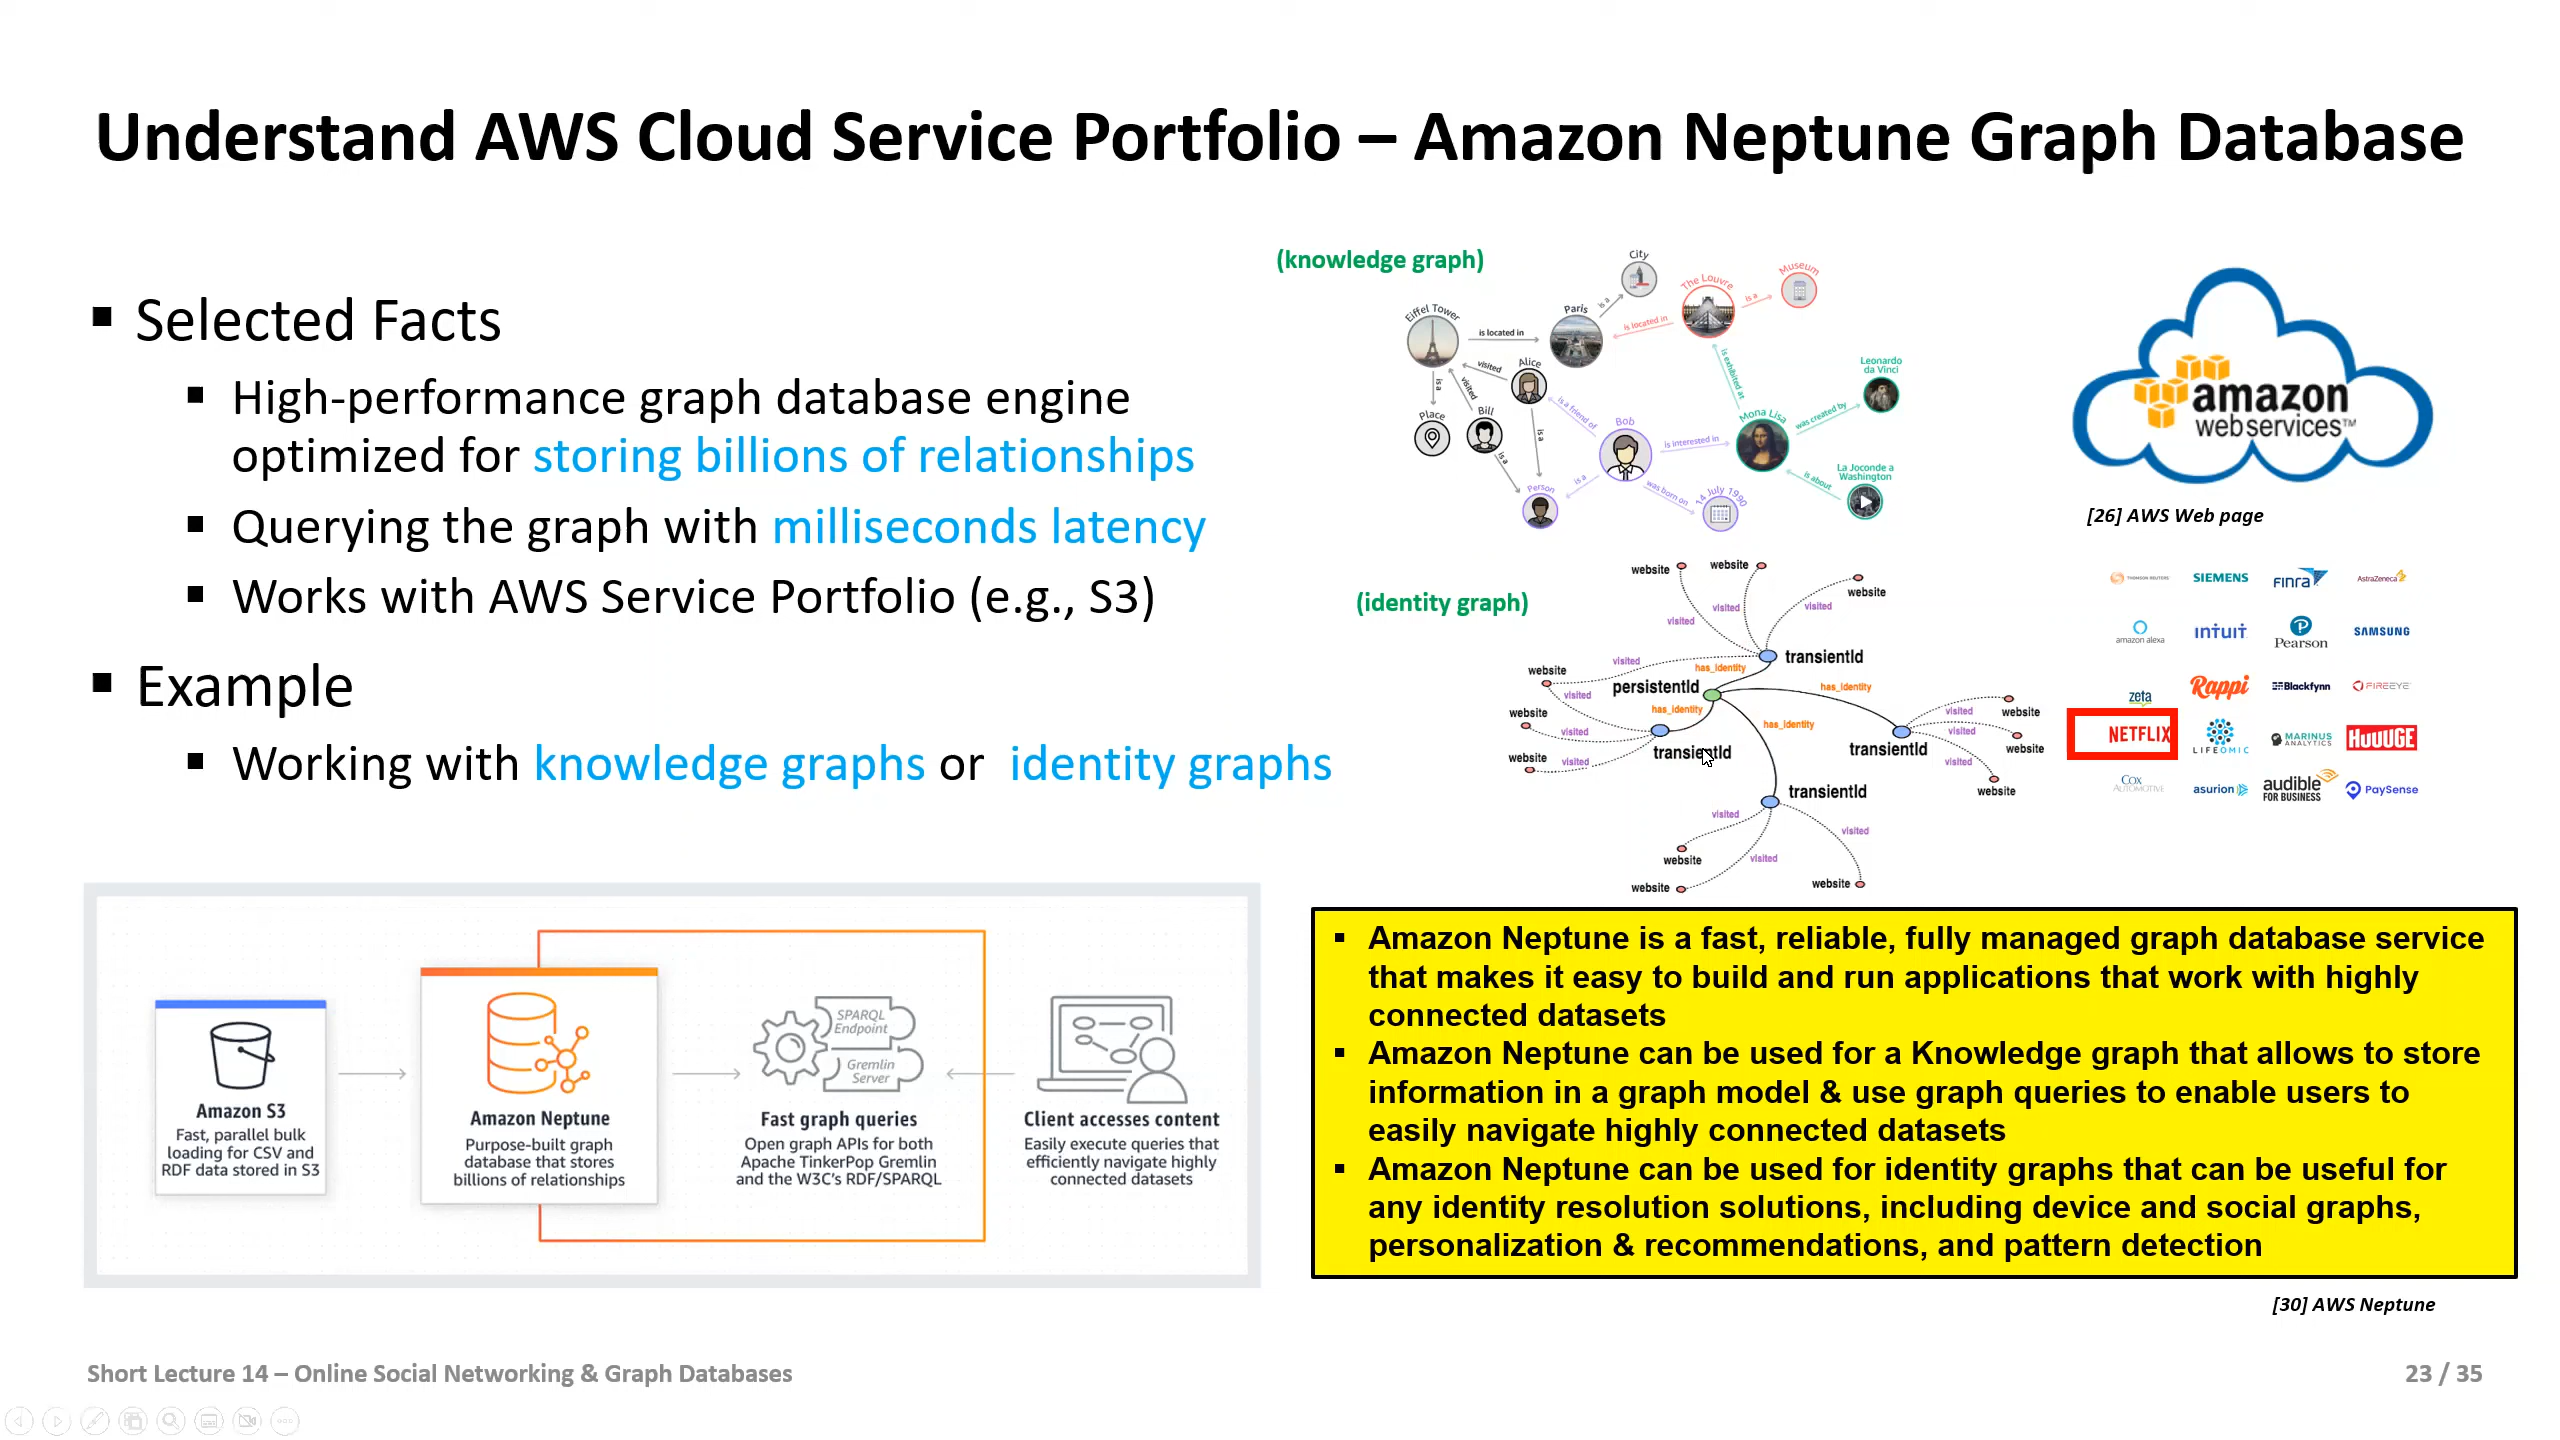 Understand AWS Cloud Service Portfolio – Amazon Neptune Graph Database
Selected Facts
High-performance graph database engine
optimized for storing billions of relationships
Querying the graph with milliseconds latency
Works with AWS Service Portfolio (e.g., S3)
Example
Working with knowledge graphs or identity graphs
(knowledge graph)
City
The Louvre
Museum
Eiffel Tower
Paris
is a
is a
is located in
is located in
Alice
visited
visited
is a
is exhibited at
Leonardo
da Vinci
Place
Bill
is a friend of
Bob
Mona Lisa
was created by
is a
is interested in
is a
La Joconde a
Washington
Person
is a
was born on
14 July 1990
is about
amazon
webservices™
[26] AWS Web page
(identity graph)
website
website
website
visited
visited
visited
transientId
website
visited
has_identity
persistentId
visited
has_identity
has_identity
website
has_identity
visited
website
visited
transientId
transientId
visited
website
visited
website
visited
website
transientId
visited
visited
website
visited
website
website
THOMSON REUTERS
SIEMENS
FINRA
AstraZeneca
amazon alexa
INTUIT
Pearson
SAMSUNG
zeta
Rappi
Blackfynn
FIREEYE
NETFLIX
LIFEOMIC
MARINUS
ANALYTICS
HUUUGE
COX
AUTOMOTIVE
asurion
audible
FOR BUSINESS
PaySense
Amazon S3
Fast, parallel bulk
loading for CSV and
RDF data stored in S3
Amazon Neptune
Purpose-built graph
database that stores
billions of relationships
SPARQL
Endpoint
Gremlin
Server
Fast graph queries
Open graph APIs for both
Apache TinkerPop Gremlin
and the W3C's RDF/SPARQL
Client accesses content
Easily execute queries that
efficiently navigate highly
connected datasets
Amazon Neptune is a fast, reliable, fully managed graph database service
that makes it easy to build and run applications that work with highly
connected datasets
Amazon Neptune can be used for a Knowledge graph that allows to store
information in a graph model & use graph queries to enable users to
easily navigate highly connected datasets
Amazon Neptune can be used for identity graphs that can be useful for
any identity resolution solutions, including device and social graphs,
personalization & recommendations, and pattern detection
[30] AWS Neptune
Short Lecture 14 – Online Social Networking & Graph Databases
23 / 35